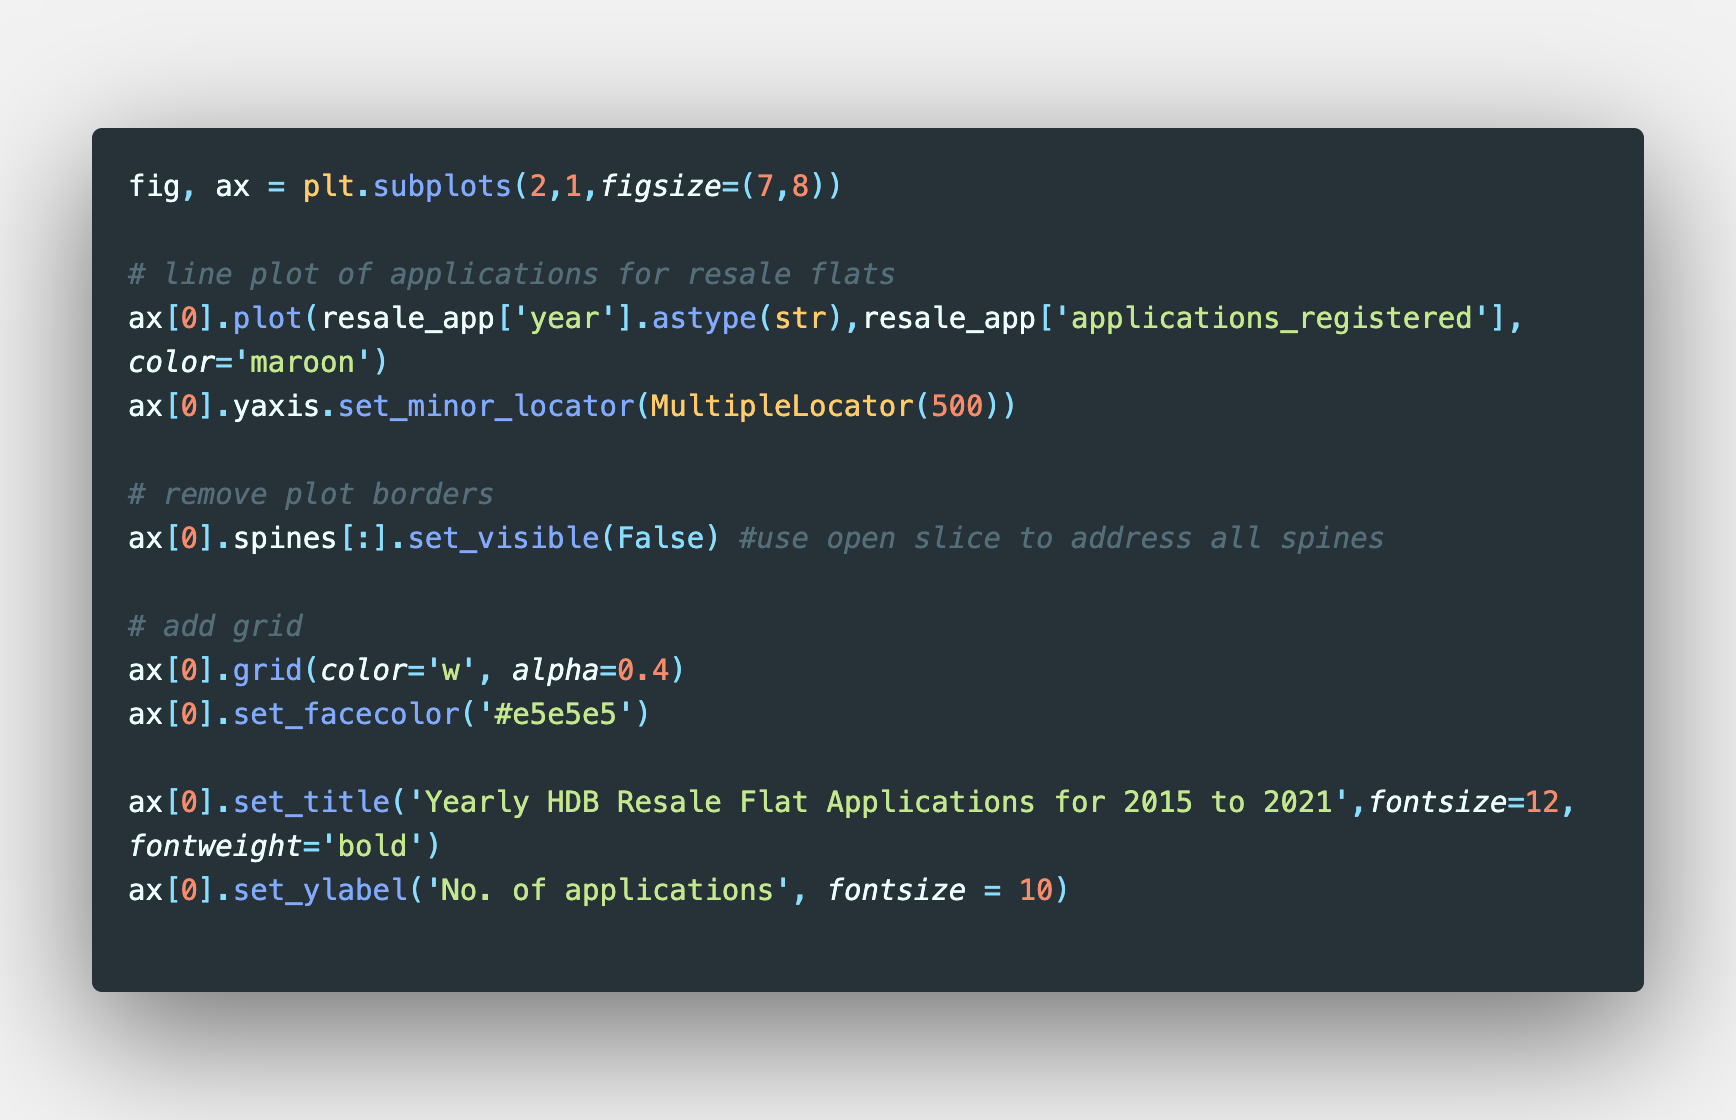 fig, ax = plt.subplots(2,1,figsize=(7,8))
# line plot of applications for resale flats
ax[0].plot(resale_app['year'].astype(str),resale_app['applications_registered'],
color='maroon')
ax[0].yaxis.set_minor_locator(MultipleLocator(500))
# remove plot borders
ax[0].spines[:].set_visible(False) #use open slice to address all spines
# add grid
ax[0].grid(color='w', alpha=0.4)
ax[0].set_facecolor('#e5e5e5')
ax[0].set_title('Yearly HDB Resale Flat Applications for 2015 to 2021',fontsize=12,
fontweight='bold')
ax[0].set_ylabel('No. of applications', fontsize = 10)